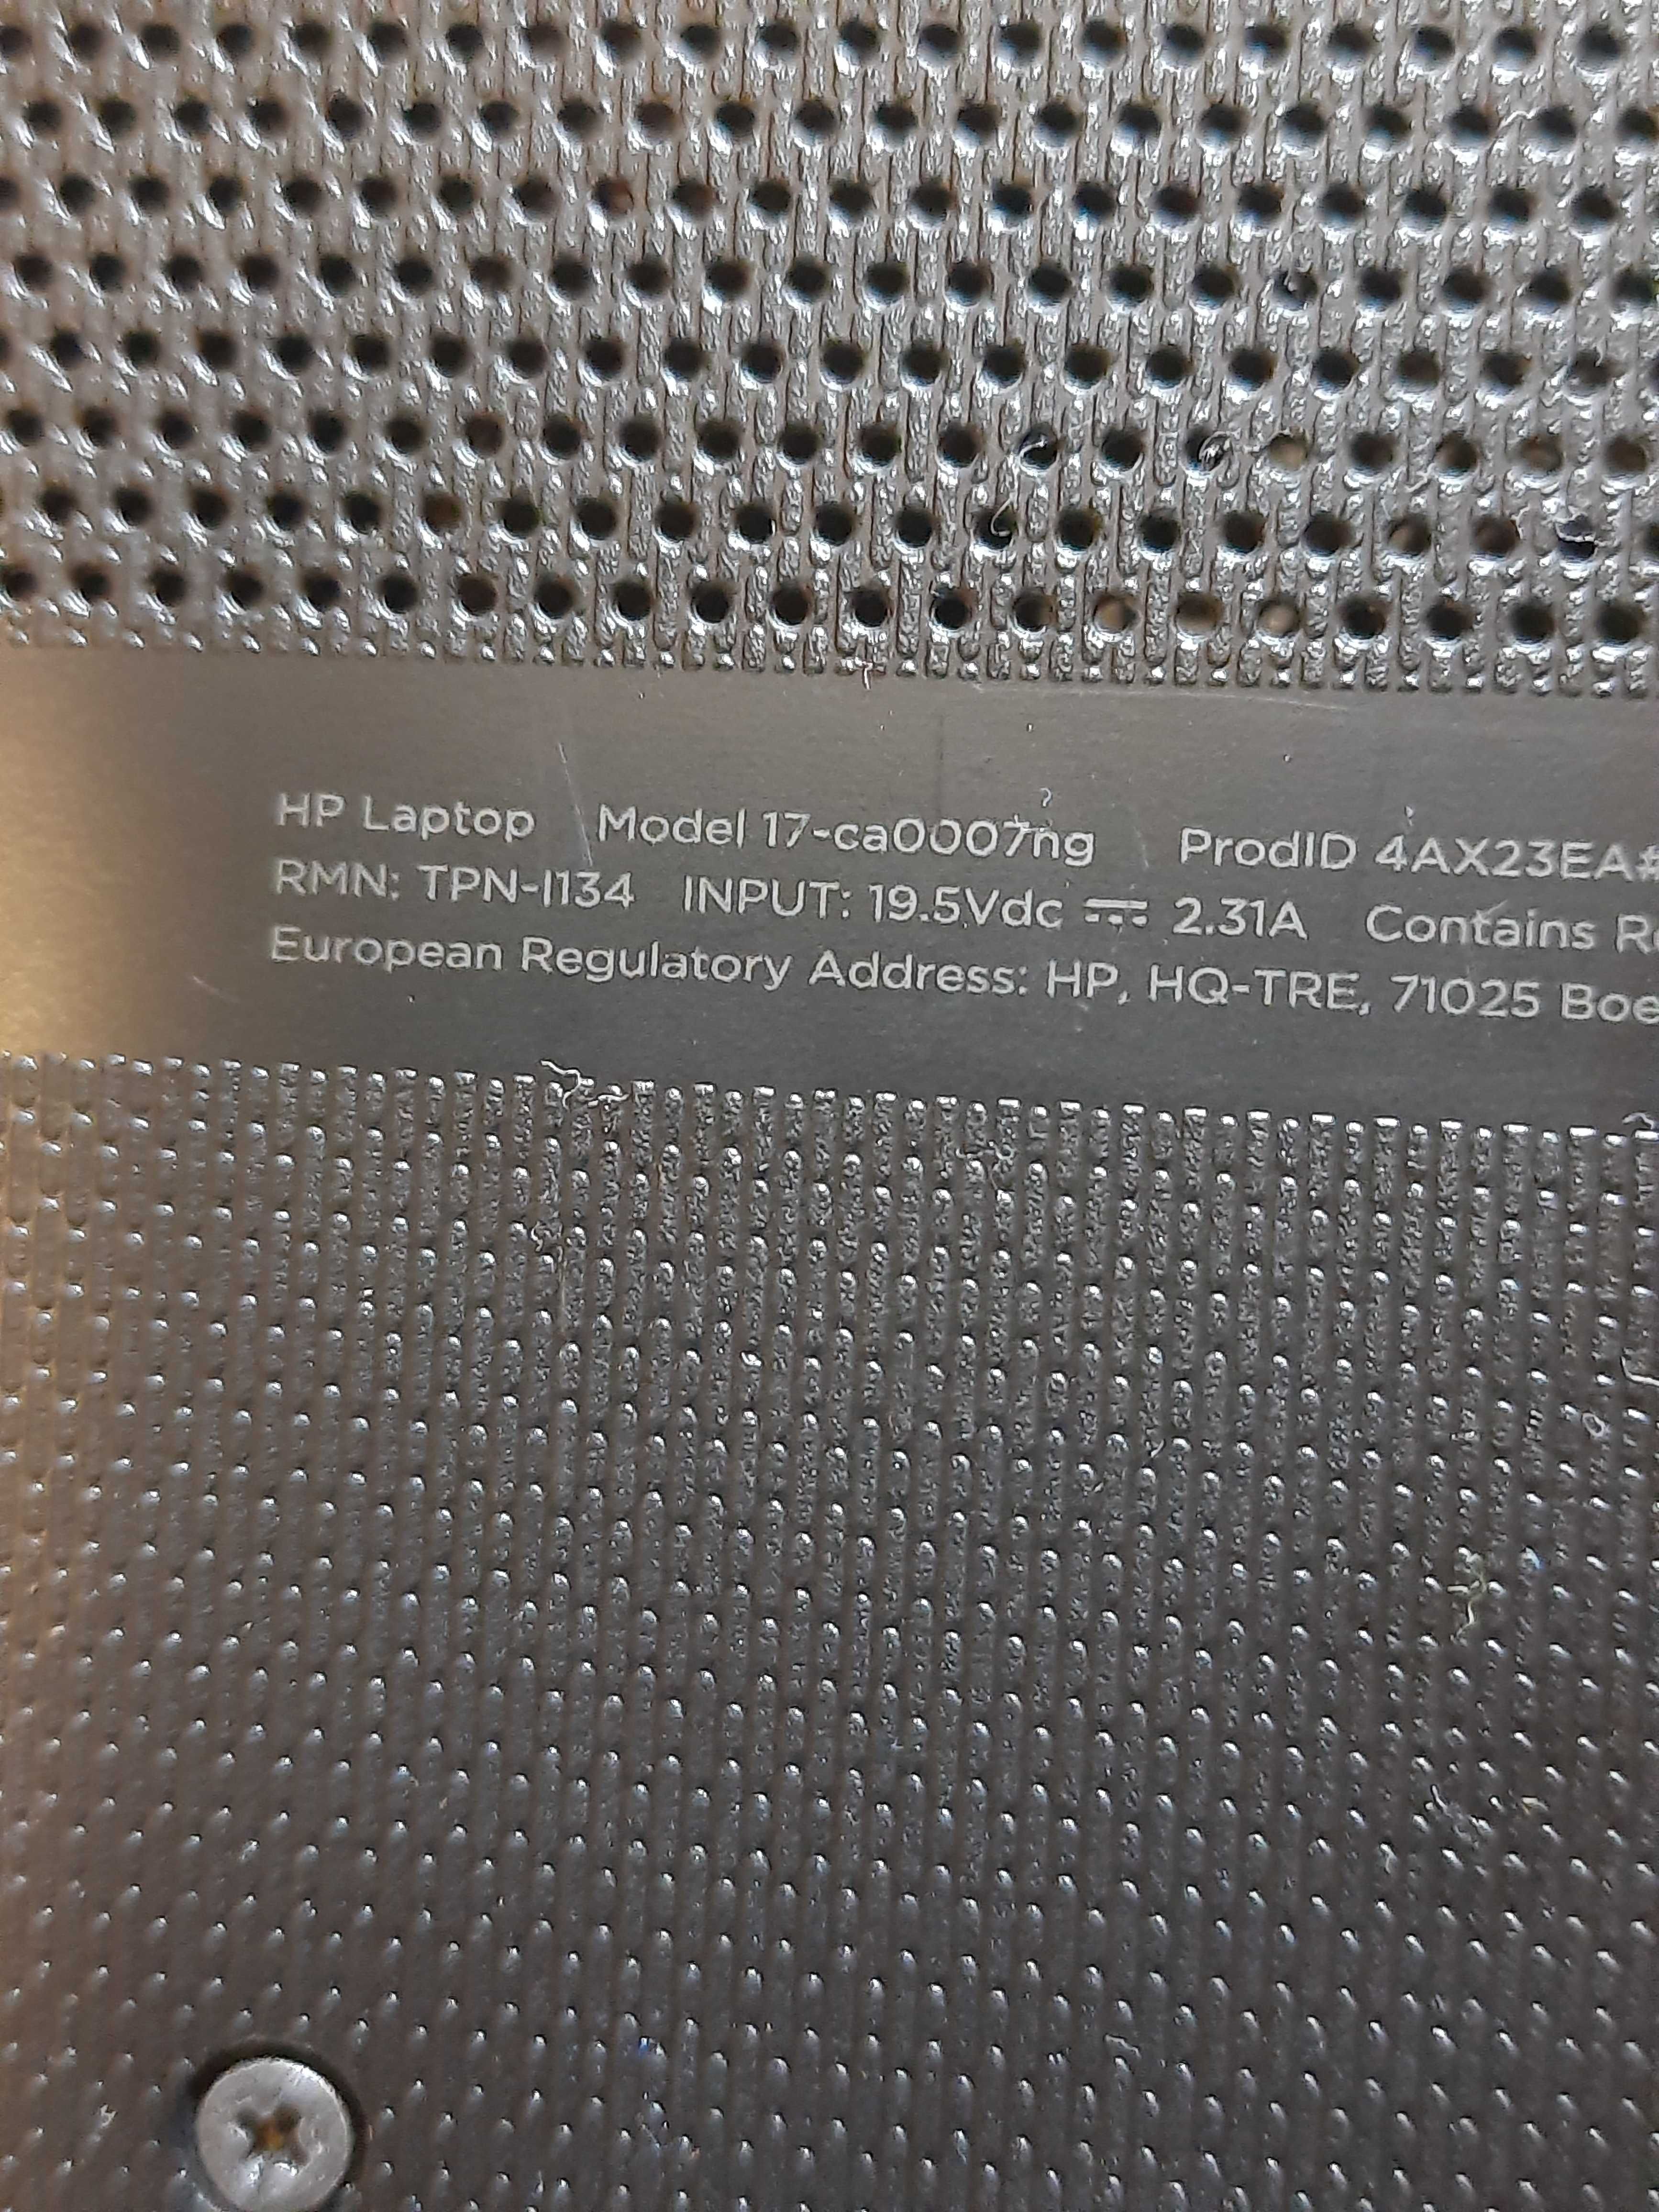 HP Laptop Model 17-ca0007ng ProdID 4AX23EA#
RMN: TPN-I134 INPUT: 19.5Vdc ⎓ 2.31A Contains
European Regulatory Address: HP, HQ-TRE, 71025